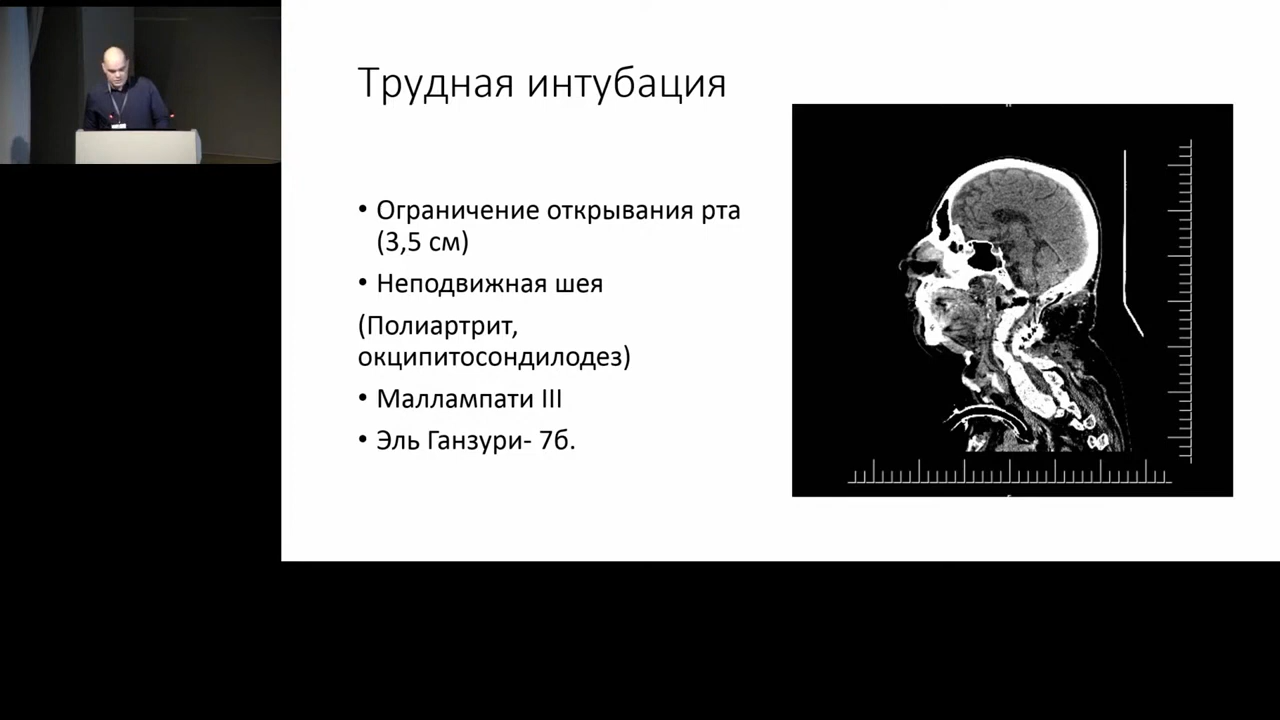 Трудная интубация
• Ограничение открывания рта
(3,5 см)
• Неподвижная шея
(Полиартрит,
окципитосондилодез)
• Маллампати III
• Эль Ганзури- 7б.